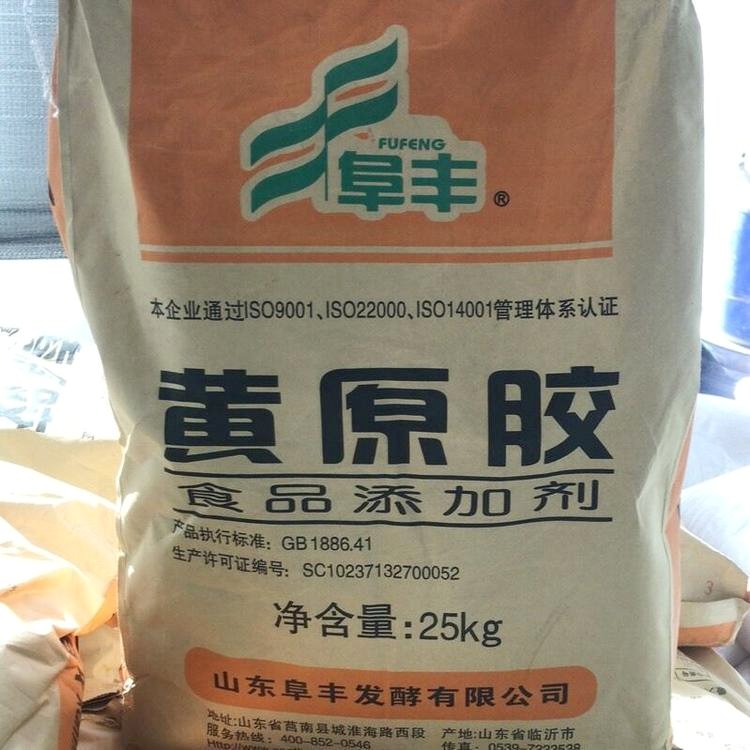 FUFENG
阜丰®
本企业通过ISO9001、ISO22000、ISO14001管理体系认证
黄原胶
食品添加剂
产品执行标准: GB1886.41
生产许可证编号: SC10237132700052
净含量:25kg
山东阜丰发酵有限公司
地址:山东省莒南县城淮海路西段 产地:山东省临沂市
服务热线: 400-852-0546
3